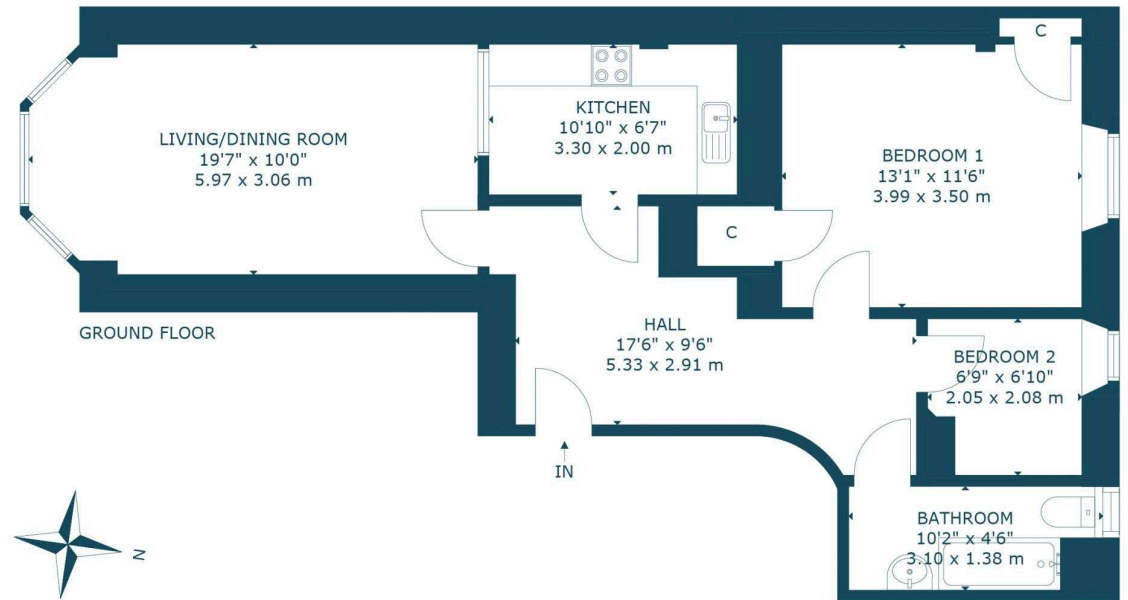 C
LIVING/DINING ROOM
19'7" x 10'0"
5.97 x 3.06 m
KITCHEN
10'10" x 6'7"
3.30 x 2.00 m
BEDROOM 1
13'1" x 11'6"
3.99 x 3.50 m
C
GROUND FLOOR
HALL
17'6" x 9'6"
5.33 x 2.91 m
BEDROOM 2
6'9" x 6'10"
2.05 x 2.08 m
IN
BATHROOM
10'2" x 4'6"
3.10 x 1.38 m
N